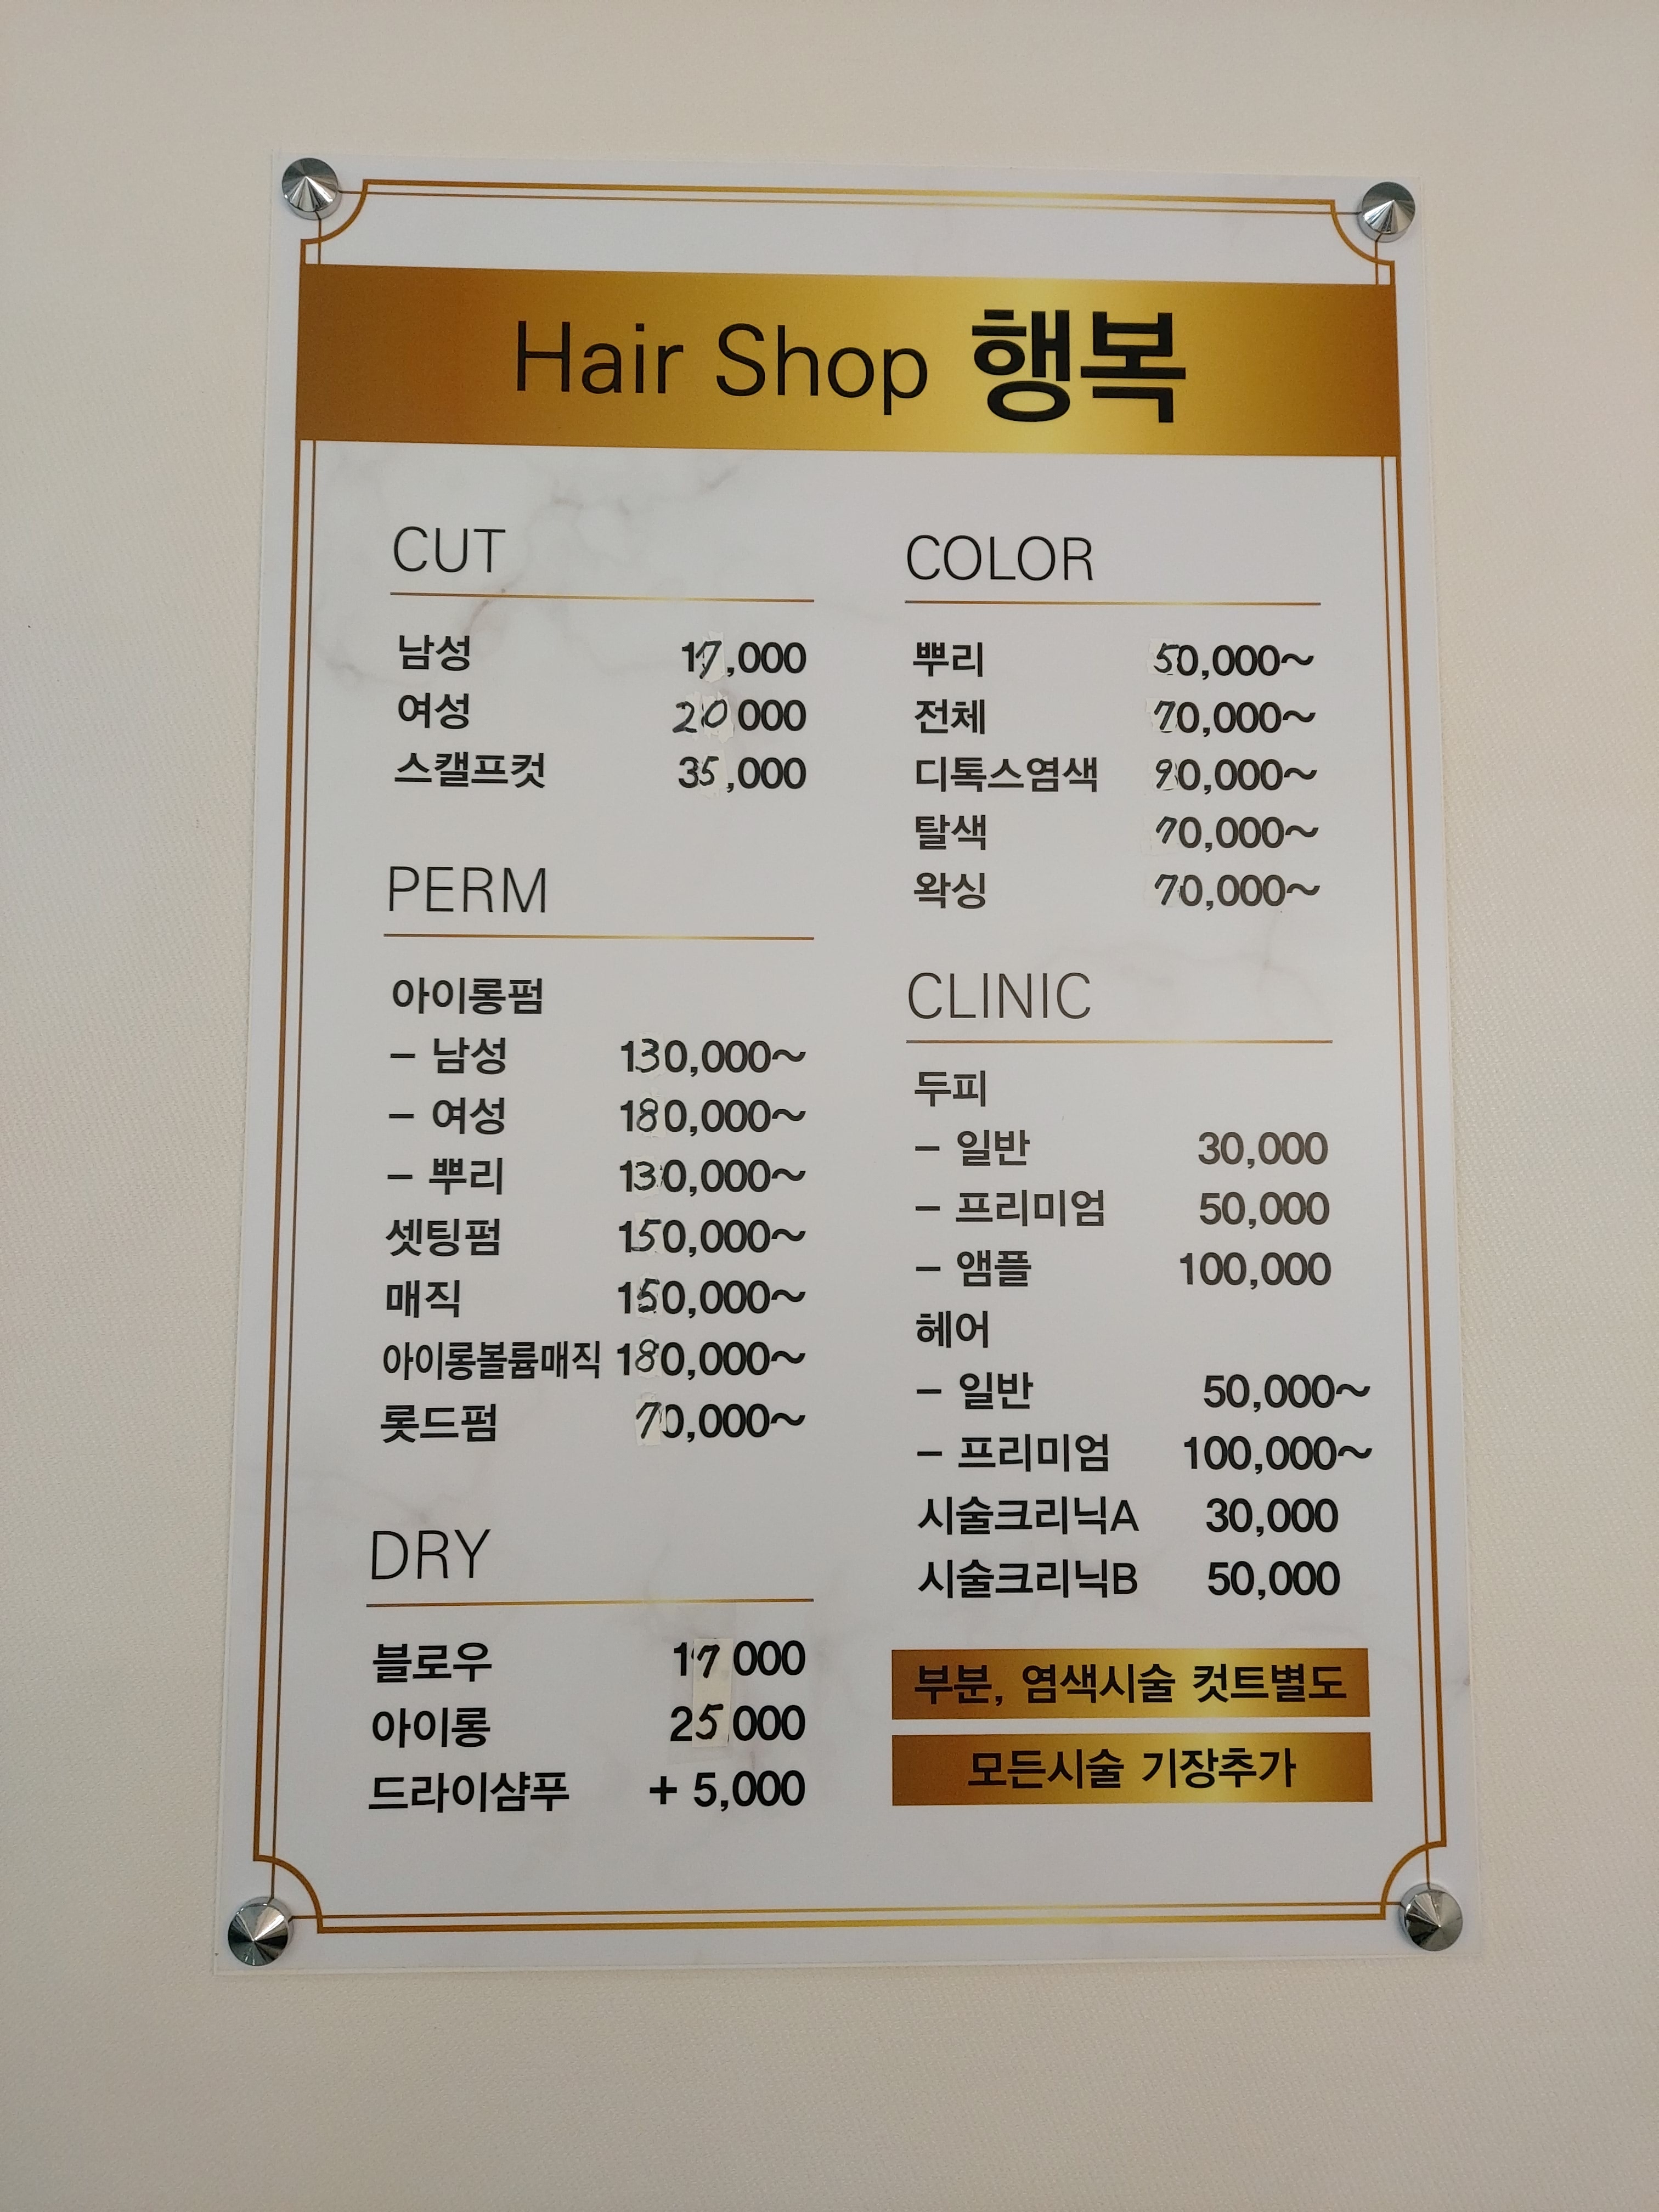 Hair Shop 행복
CUT
남성 17,000
여성 20 000
스캘프컷 35,000
PERM
아이롱펌
- 남성 130,000~
- 여성 180,000~
- 뿌리 130,000~
셋팅펌 150,000~
매직 150,000~
아이롱볼륨매직 180,000~
롯드펌 70,000~
DRY
블로우 17 000
아이롱 25,000
드라이샴푸 + 5,000
COLOR
뿌리 50,000~
전체 70,000~
디톡스염색 90,000~
탈색 70,000~
왁싱 70,000~
CLINIC
두피
- 일반 30,000
- 프리미엄 50,000
- 앰플 100,000
헤어
- 일반 50,000~
- 프리미엄 100,000~
시술크리닉A 30,000
시술크리닉B 50,000
부분, 염색시술 컷트별도
모든시술 기장추가